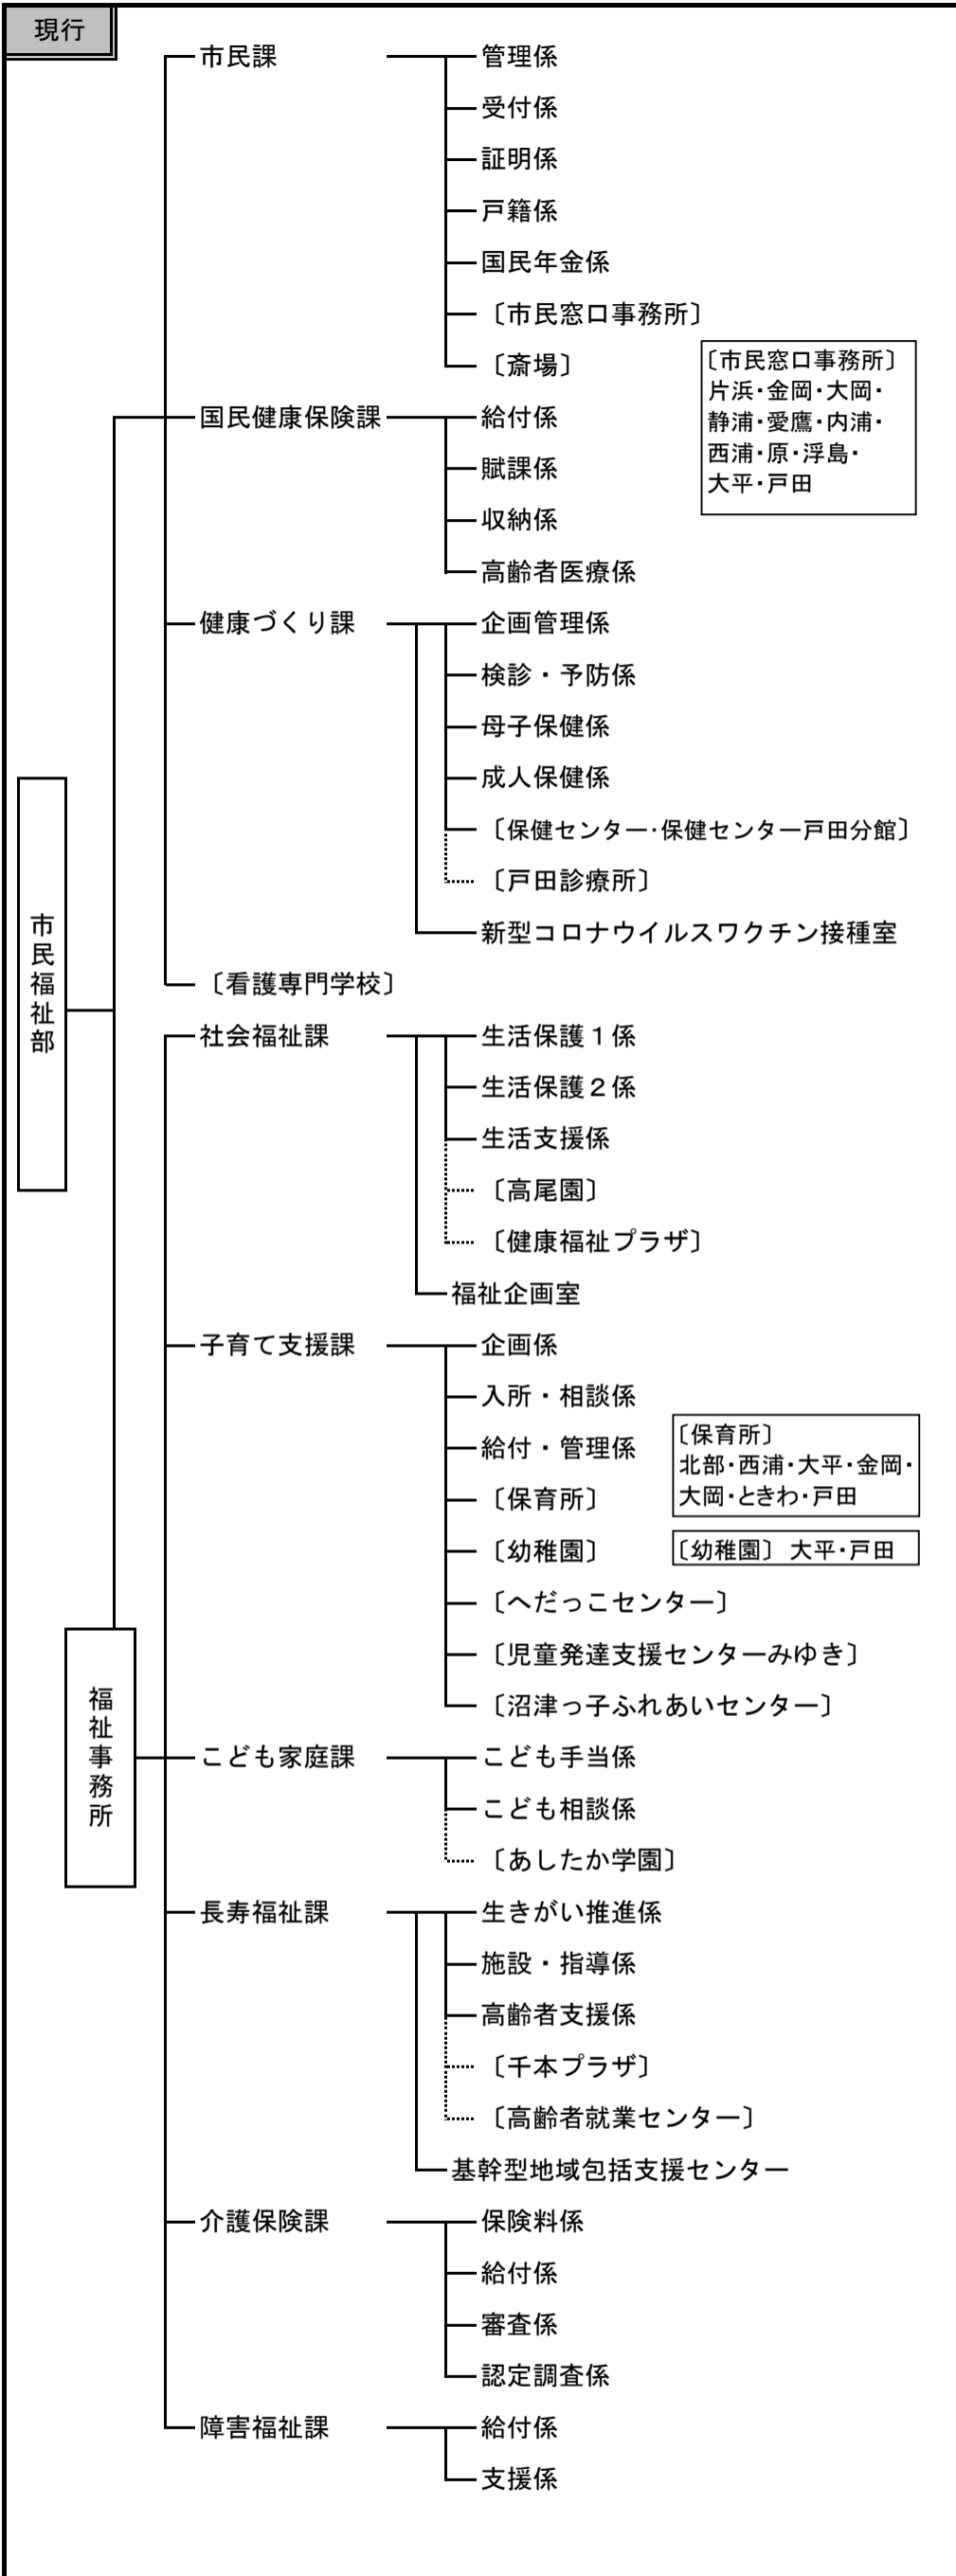 現行
市民課
管理係
受付係
証明係
戸籍係
国民年金係
〔市民窓口事務所〕
〔斎場〕
〔市民窓口事務所〕
片浜・金岡・大岡・
静浦・愛鷹・内浦・
西浦・原・浮島・
大平・戸田
国民健康保険課
給付係
賦課係
収納係
高齢者医療係
健康づくり課
企画管理係
検診・予防係
母子保健係
成人保健係
〔保健センター・保健センター戸田分館〕
〔戸田診療所〕
新型コロナウイルスワクチン接種室
〔看護専門学校〕
市民福祉部
社会福祉課
生活保護1係
生活保護2係
生活支援係
〔高尾園〕
〔健康福祉プラザ〕
福祉企画室
子育て支援課
企画係
入所・相談係
給付・管理係
〔保育所〕
〔幼稚園〕
〔へだっこセンター〕
〔児童発達支援センターみゆき〕
〔沼津っ子ふれあいセンター〕
〔保育所〕
北部・西浦・大平・金岡・
大岡・ときわ・戸田
〔幼稚園〕 大平・戸田
福祉事務所
こども家庭課
こども手当係
こども相談係
〔あしたか学園〕
長寿福祉課
生きがい推進係
施設・指導係
高齢者支援係
〔千本プラザ〕
〔高齢者就業センター〕
基幹型地域包括支援センター
介護保険課
保険料係
給付係
審査係
認定調査係
障害福祉課
給付係
支援係